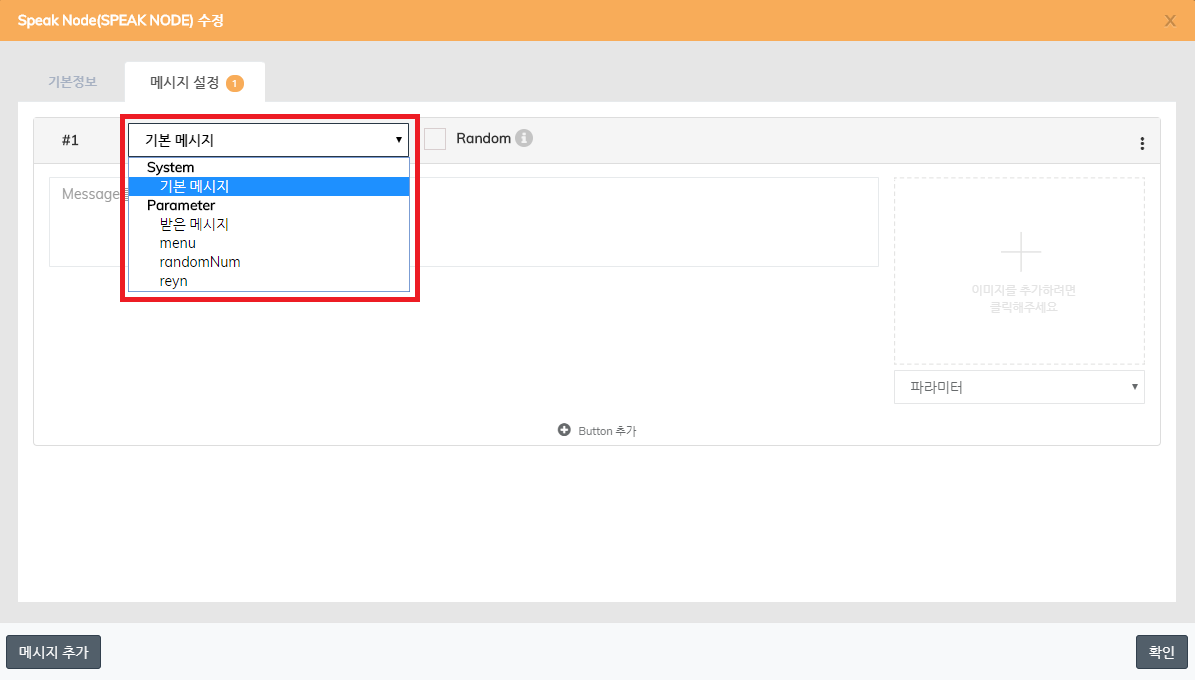 Speak Node(SPEAK NODE) 수정
X
기본정보
메시지 설정 1
#1
기본 메시지
Random
System
기본 메시지
Parameter
받은 메시지
menu
randomNum
reyn
Message
이미지를 추가하려면
클릭해주세요
파라미터
Button 추가
메시지 추가
확인